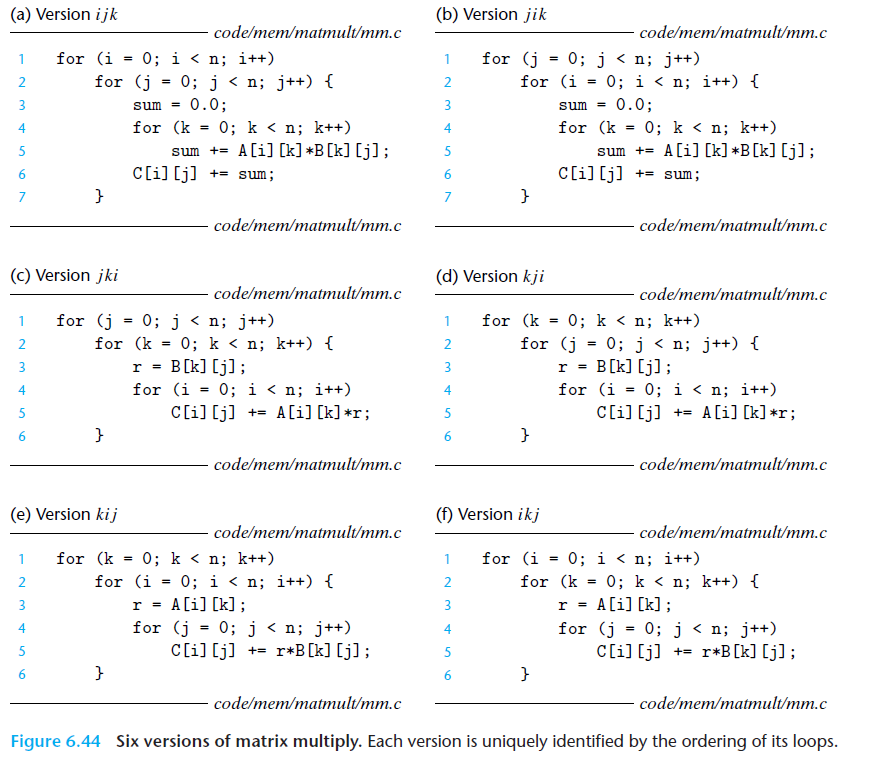 (a) Version ijk
code/mem/matmult/mm.c
1 for (i = 0; i < n; i++)
2 for (j = 0; j < n; j++) {
3 sum = 0.0;
4 for (k = 0; k < n; k++)
5 sum += A[i][k]*B[k][j];
6 C[i][j] += sum;
7 }
code/mem/matmult/mm.c
(b) Version jik
code/mem/matmult/mm.c
1 for (j = 0; j < n; j++)
2 for (i = 0; i < n; i++) {
3 sum = 0.0;
4 for (k = 0; k < n; k++)
5 sum += A[i][k]*B[k][j];
6 C[i][j] += sum;
7 }
code/mem/matmult/mm.c
(c) Version jki
code/mem/matmult/mm.c
1 for (j = 0; j < n; j++)
2 for (k = 0; k < n; k++) {
3 r = B[k][j];
4 for (i = 0; i < n; i++)
5 C[i][j] += A[i][k]*r;
6 }
code/mem/matmult/mm.c
(d) Version kji
code/mem/matmult/mm.c
1 for (k = 0; k < n; k++)
2 for (j = 0; j < n; j++) {
3 r = B[k][j];
4 for (i = 0; i < n; i++)
5 C[i][j] += A[i][k]*r;
6 }
code/mem/matmult/mm.c
(e) Version kij
code/mem/matmult/mm.c
1 for (k = 0; k < n; k++)
2 for (i = 0; i < n; i++) {
3 r = A[i][k];
4 for (j = 0; j < n; j++)
5 C[i][j] += r*B[k][j];
6 }
code/mem/matmult/mm.c
(f) Version ikj
code/mem/matmult/mm.c
1 for (i = 0; i < n; i++)
2 for (k = 0; k < n; k++) {
3 r = A[i][k];
4 for (j = 0; j < n; j++)
5 C[i][j] += r*B[k][j];
6 }
code/mem/matmult/mm.c
Figure 6.44 Six versions of matrix multiply. Each version is uniquely identified by the ordering of its loops.